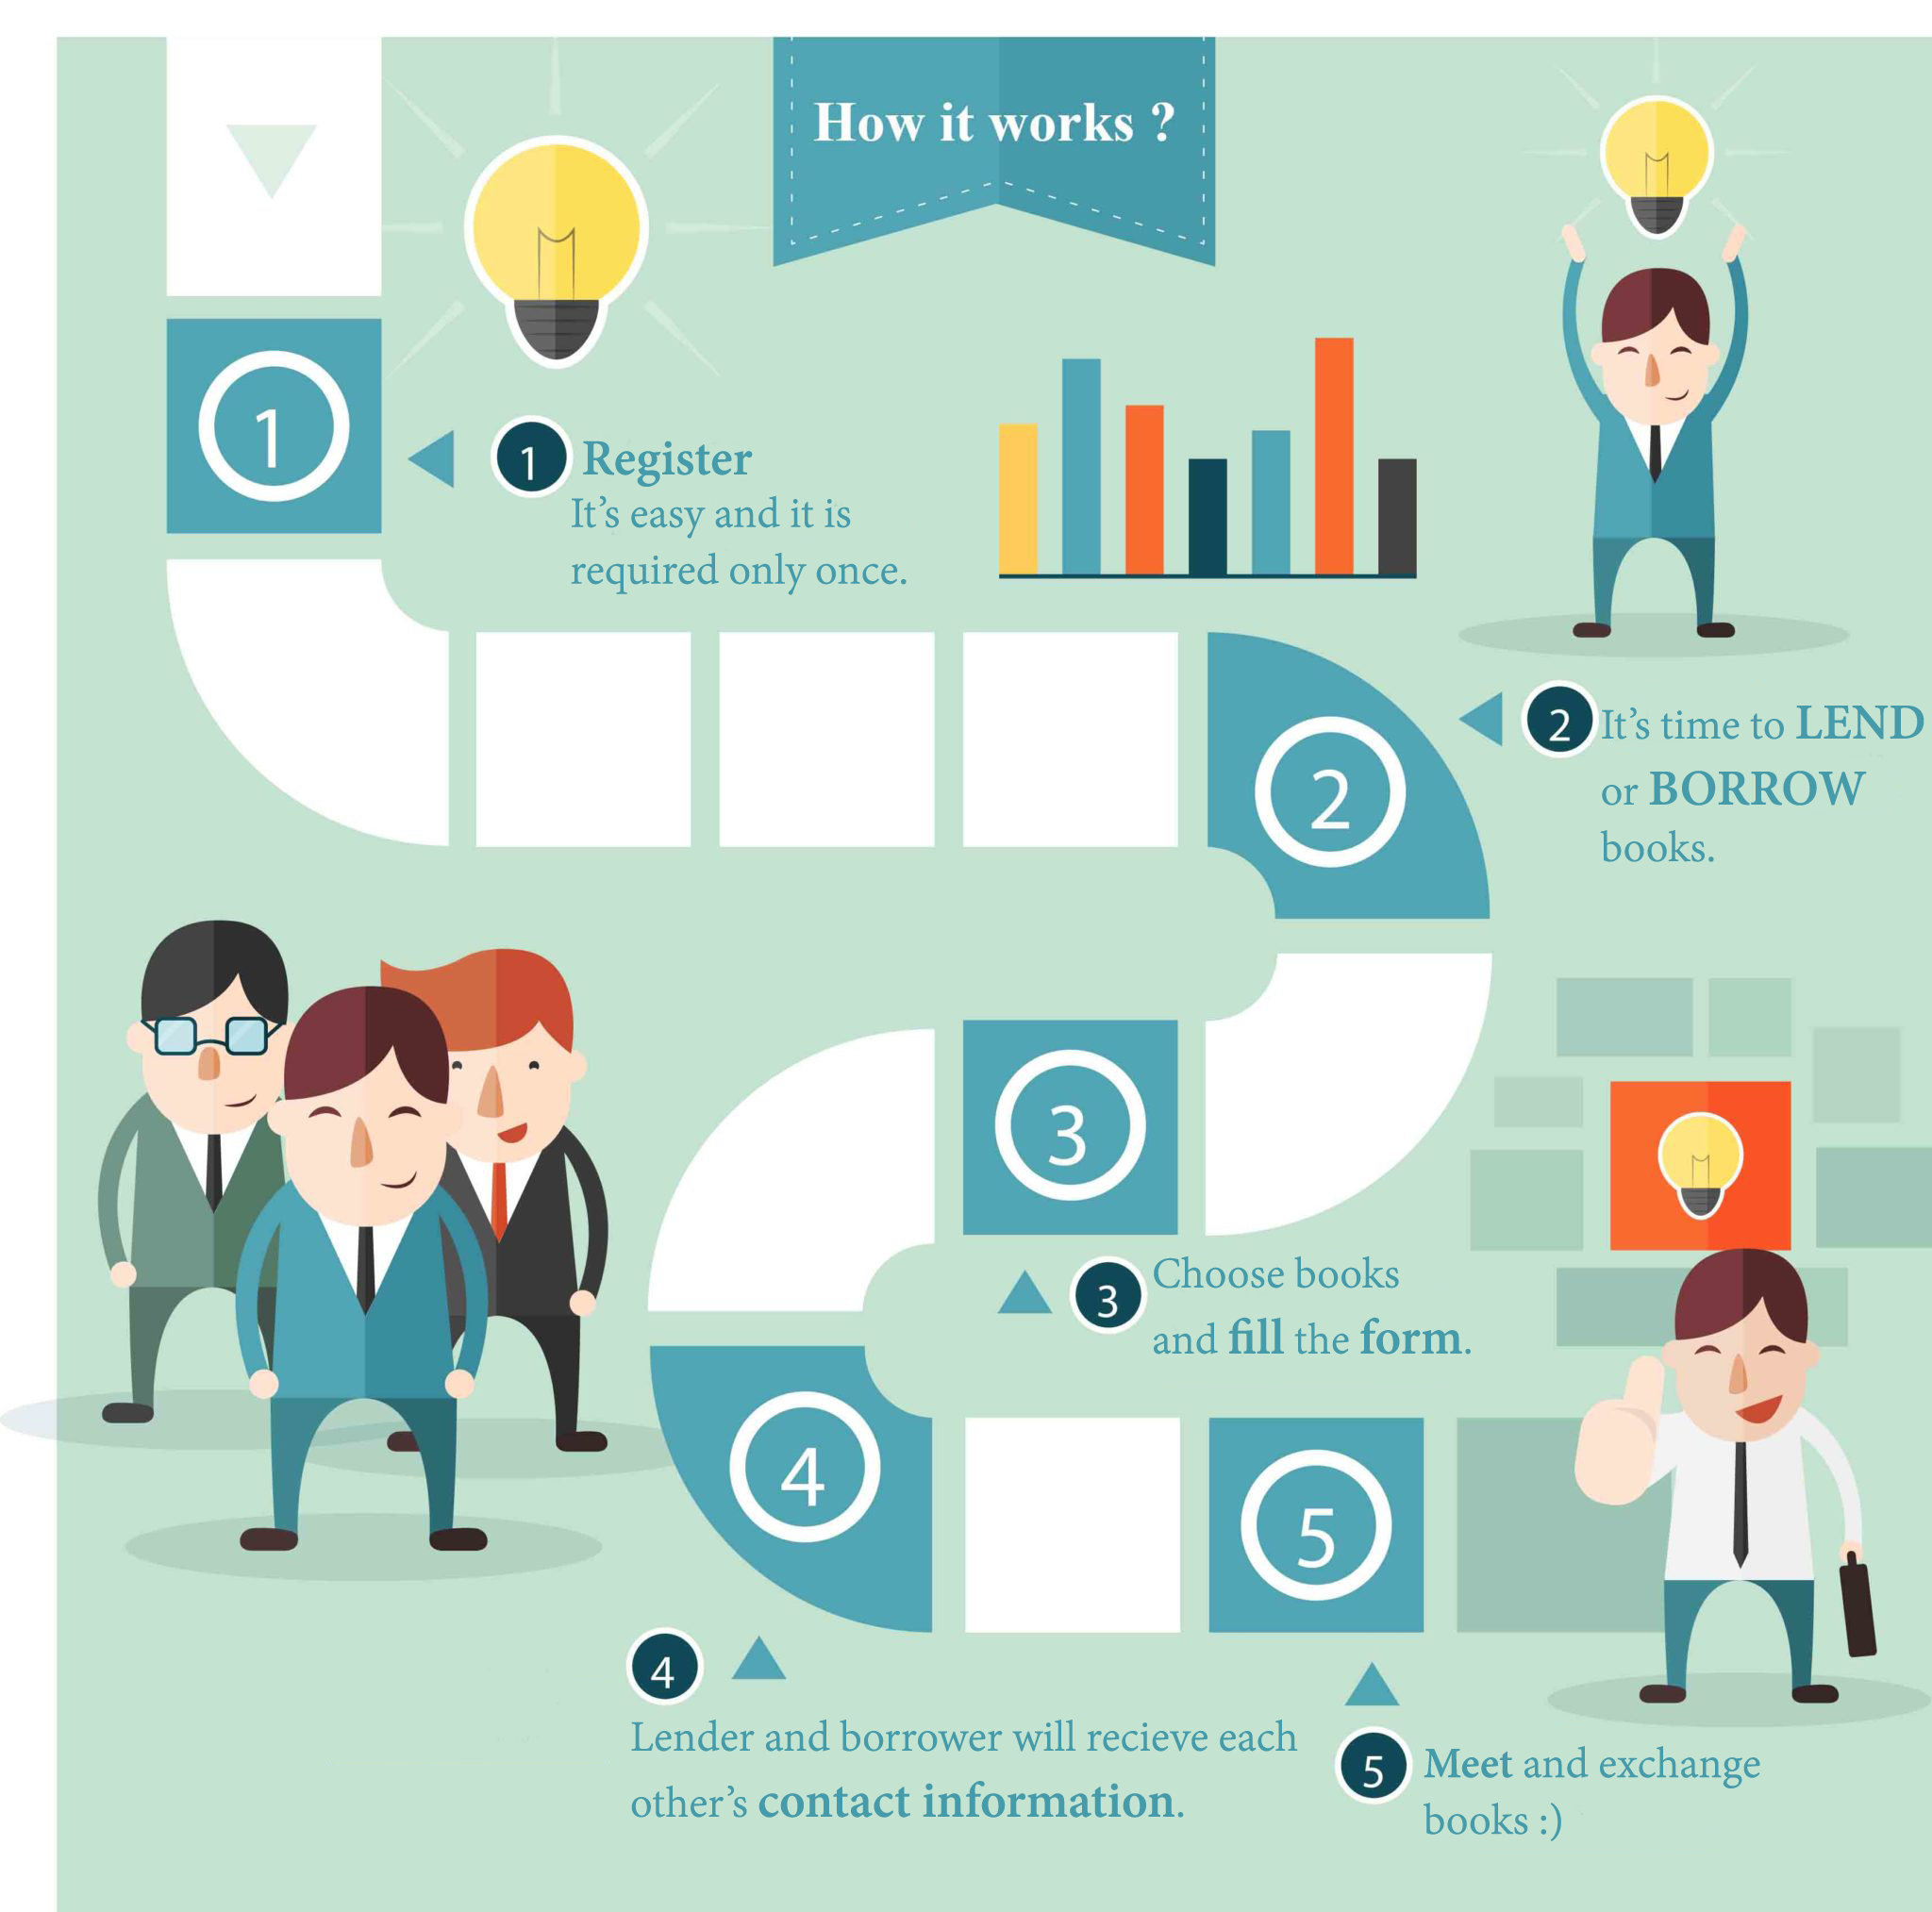 How it works ?
1
1 Register
It's easy and it is
required only once.
2
2 It's time to LEND
or BORROW
books.
3
3 Choose books
and fill the form.
4
5
4
Lender and borrower will recieve each
other's contact information.
5 Meet and exchange
books :)